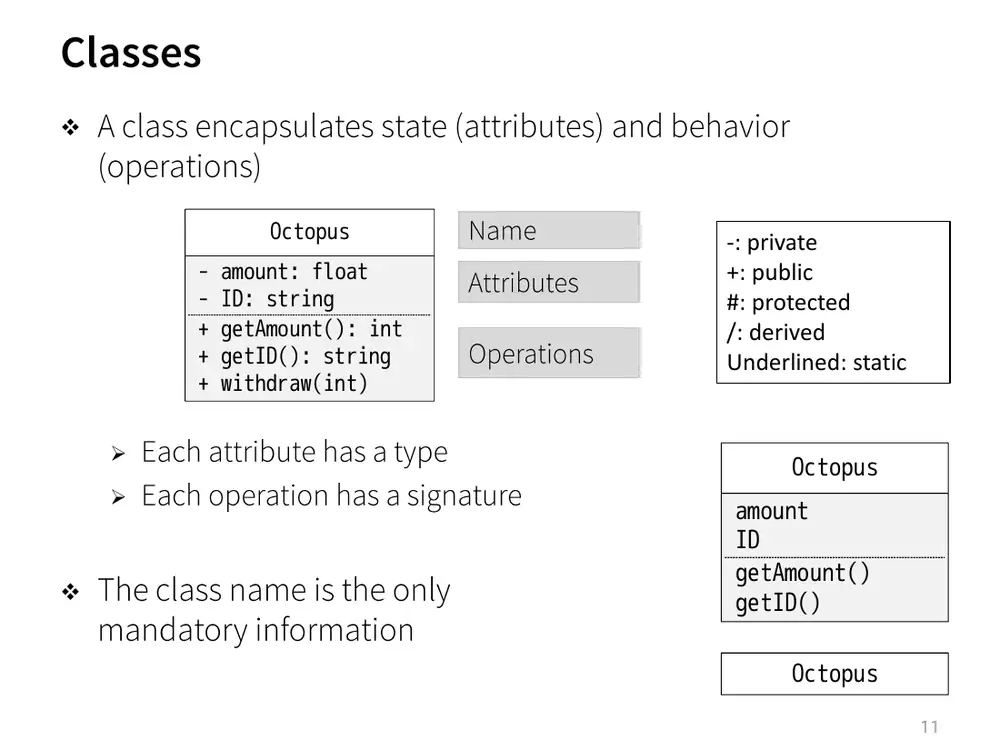 Classes
❖ A class encapsulates state (attributes) and behavior
(operations)
Octopus
- amount: float
- ID: string
+ getAmount(): int
+ getID(): string
+ withdraw(int)
Name
Attributes
Operations
-: private
+: public
#: protected
/: derived
Underlined: static
➢ Each attribute has a type
➢ Each operation has a signature
❖ The class name is the only
mandatory information
Octopus
amount
ID
getAmount()
getID()
Octopus
11